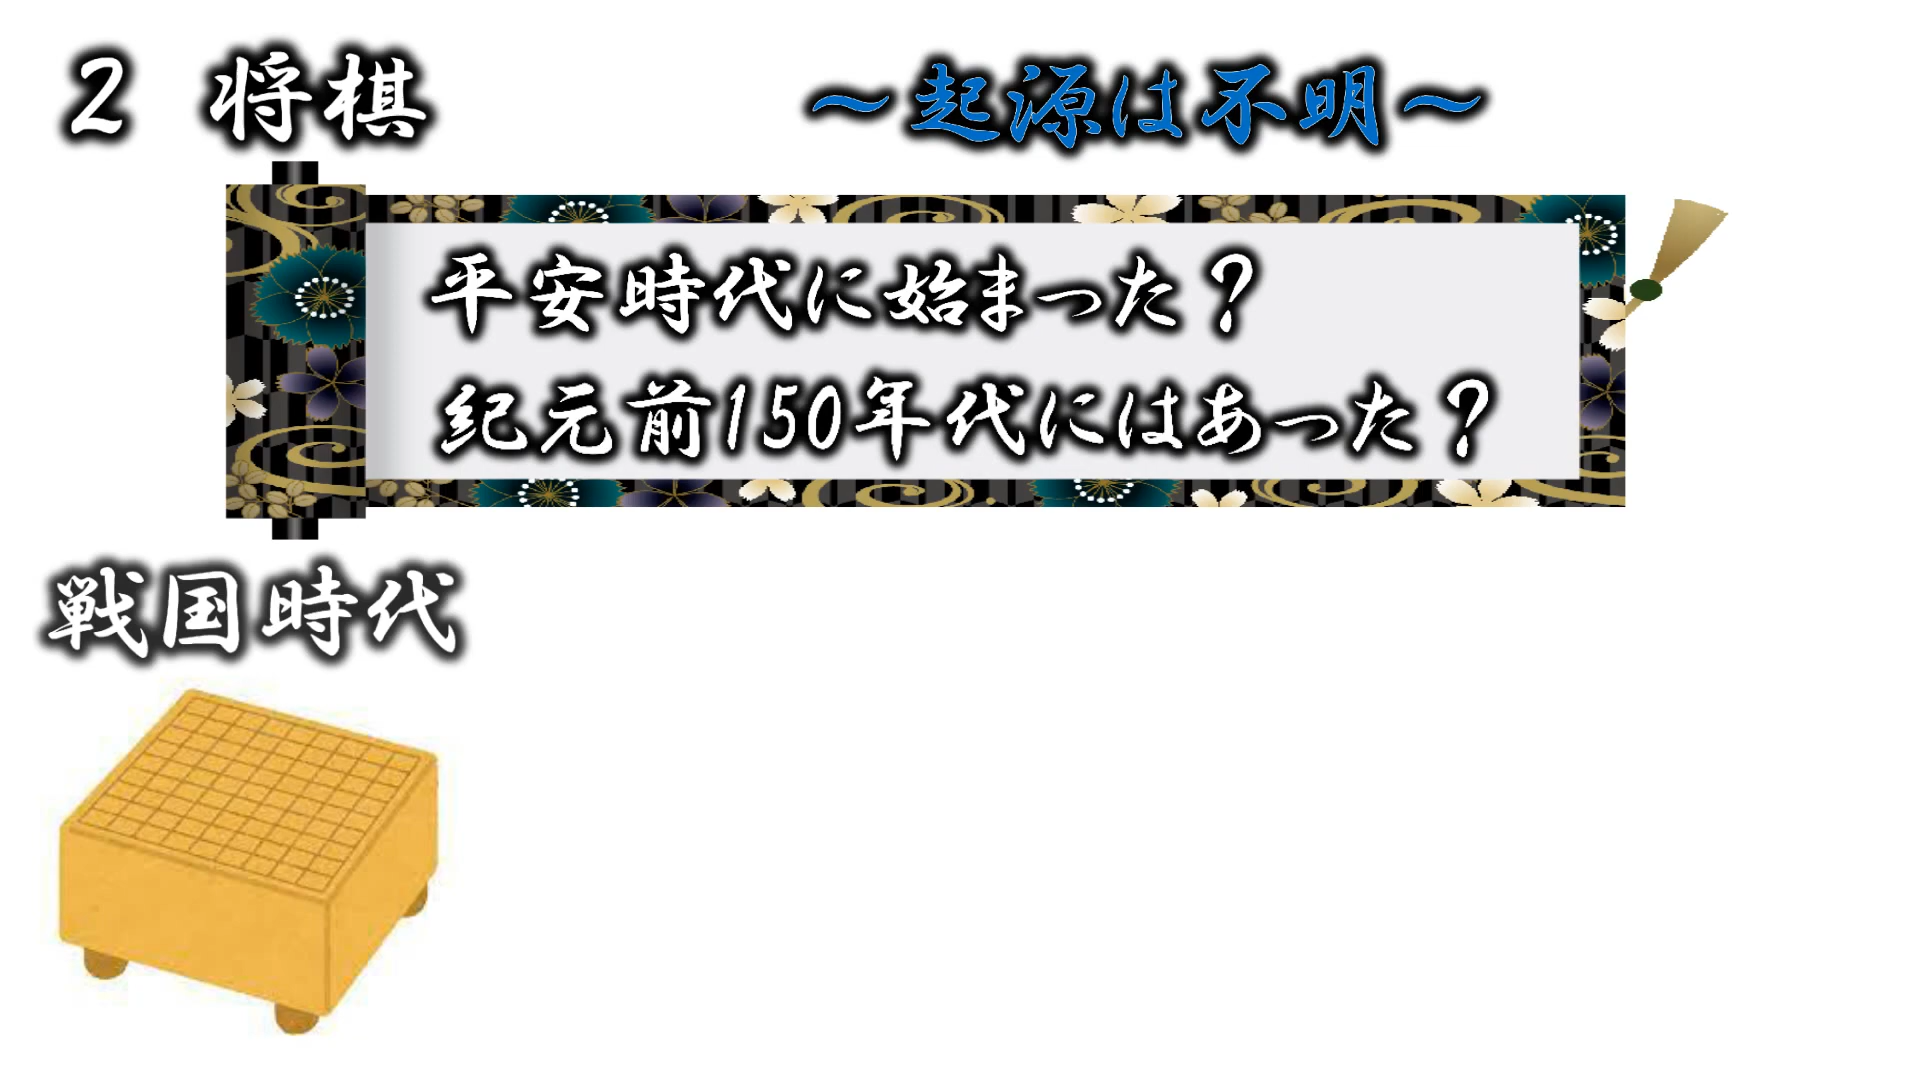 2 将棋
～起源は不明～
平安時代に始まった？
紀元前150年代にはあった？
戦国時代